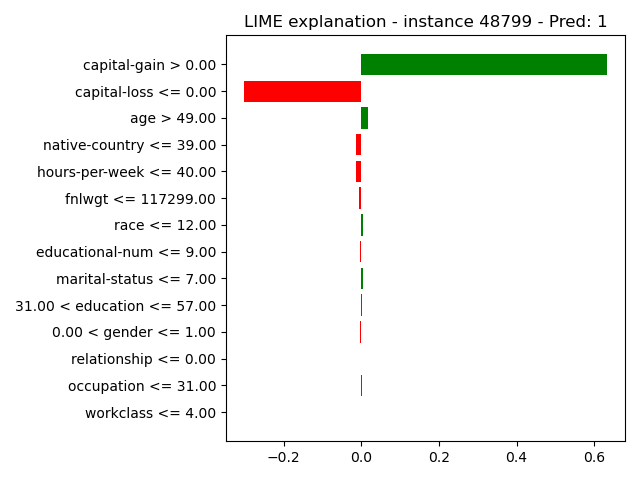 LIME explanation - instance 48799 - Pred: 1
capital-gain > 0.00
capital-loss <= 0.00
age > 49.00
native-country <= 39.00
hours-per-week <= 40.00
fnlwgt <= 117299.00
race <= 12.00
educational-num <= 9.00
marital-status <= 7.00
31.00 < education <= 57.00
0.00 < gender <= 1.00
relationship <= 0.00
occupation <= 31.00
workclass <= 4.00
−0.2 0.0 0.2 0.4 0.6